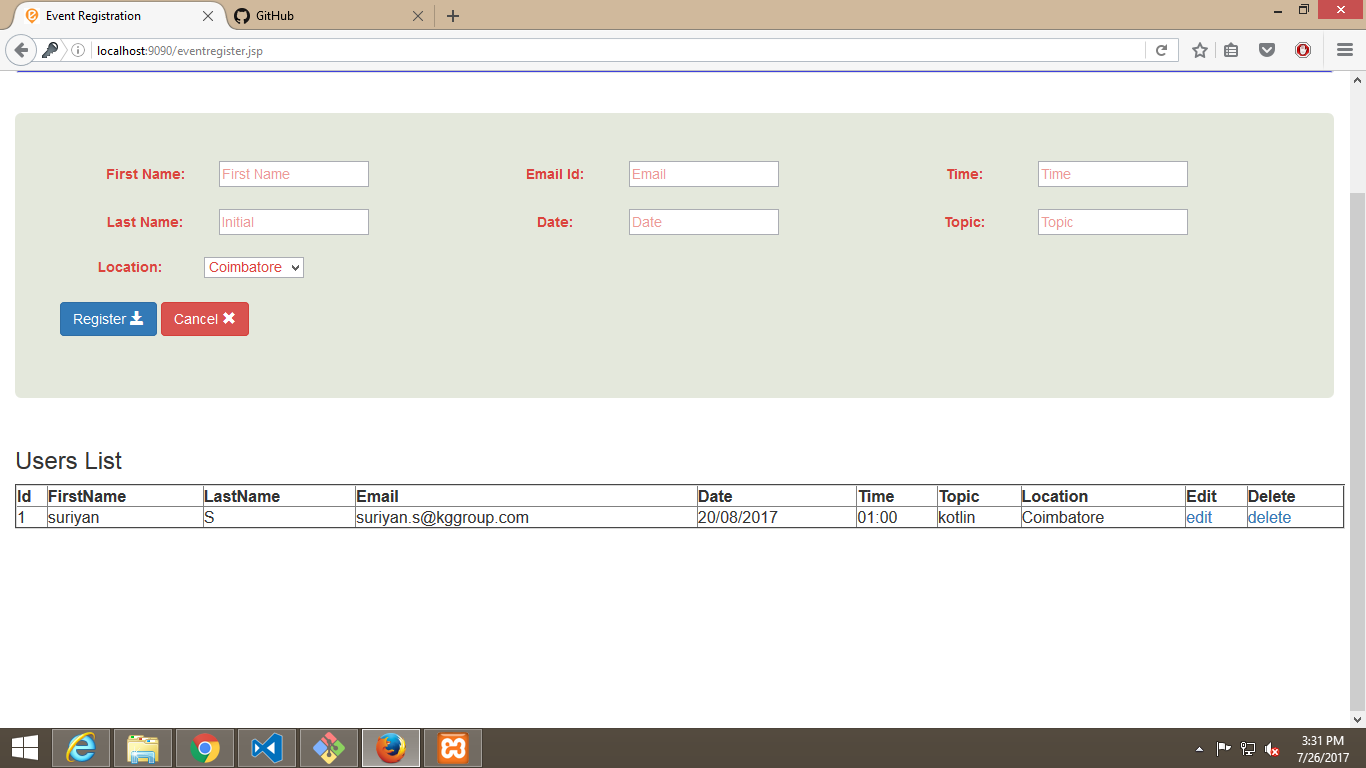 Event Registration
GitHub
localhost:9090/eventregister.jsp
First Name: First Name Email Id: Email Time: Time
Last Name: Initial Date: Date Topic: Topic
Location: Coimbatore
Register Cancel
Users List
Id FirstName LastName Email Date Time Topic Location Edit Delete
1 suriyan S suriyan.s@kggroup.com 20/08/2017 01:00 kotlin Coimbatore edit delete
3:31 PM
7/26/2017